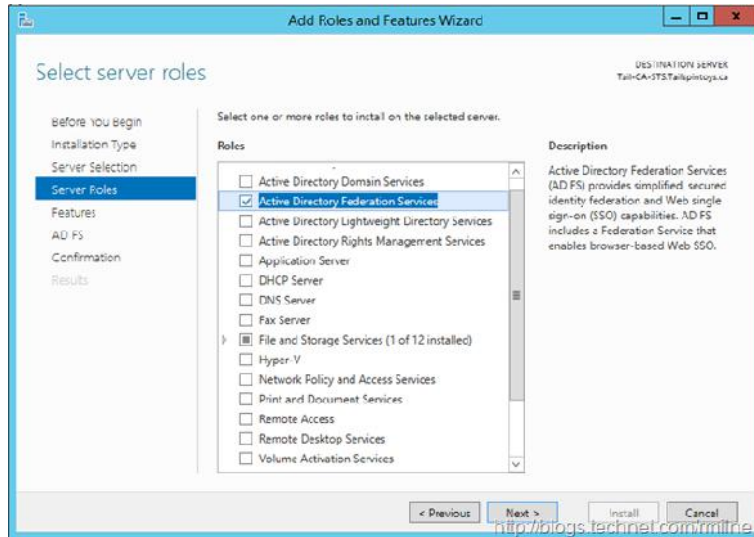 Add Roles and Features Wizard
Select server roles
DESTINATION SERVER
Tail-CA-STS.Tailspintoys.ca
Before You Begin
Installation Type
Server Selection
Server Roles
Features
AD FS
Confirmation
Results
Select one or more roles to install on the selected server.
Roles
Active Directory Domain Services
Active Directory Federation Services
Active Directory Lightweight Directory Services
Active Directory Rights Management Services
Application Server
DHCP Server
DNS Server
Fax Server
File and Storage Services (1 of 12 installed)
Hyper-V
Network Policy and Access Services
Print and Document Services
Remote Access
Remote Desktop Services
Volume Activation Services
Description
Active Directory Federation Services
(AD FS) provides simplified, secured
identity federation and Web single
sign-on (SSO) capabilities. AD FS
includes a Federation Service that
enables browser-based Web SSO.
< Previous
Next >
Install
Cancel
http://blogs.technet.com/rmilne